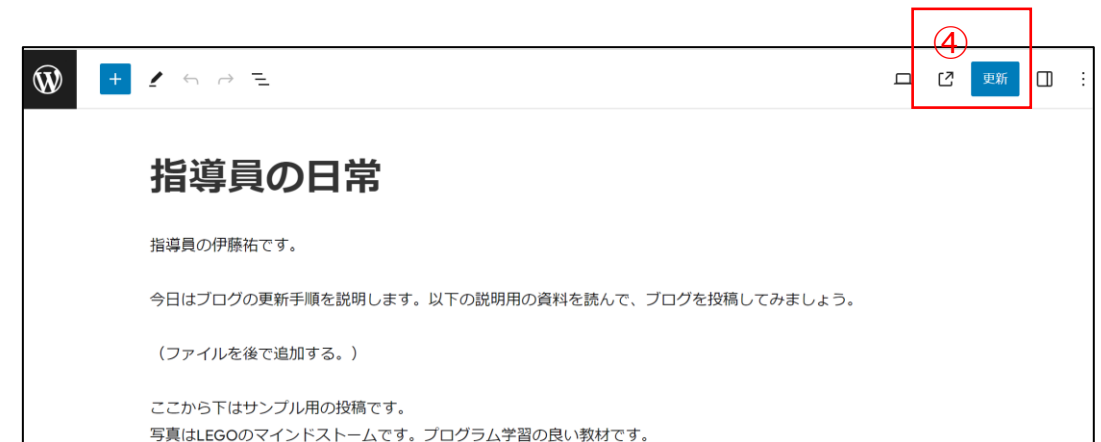 ④
更新
指導員の日常
指導員の伊藤祐です。
今日はブログの更新手順を説明します。以下の説明用の資料を読んで、ブログを投稿してみましょう。
（ファイルを後で追加する。）
ここから下はサンプル用の投稿です。
写真はLEGOのマインドストームです。プログラム学習の良い教材です。